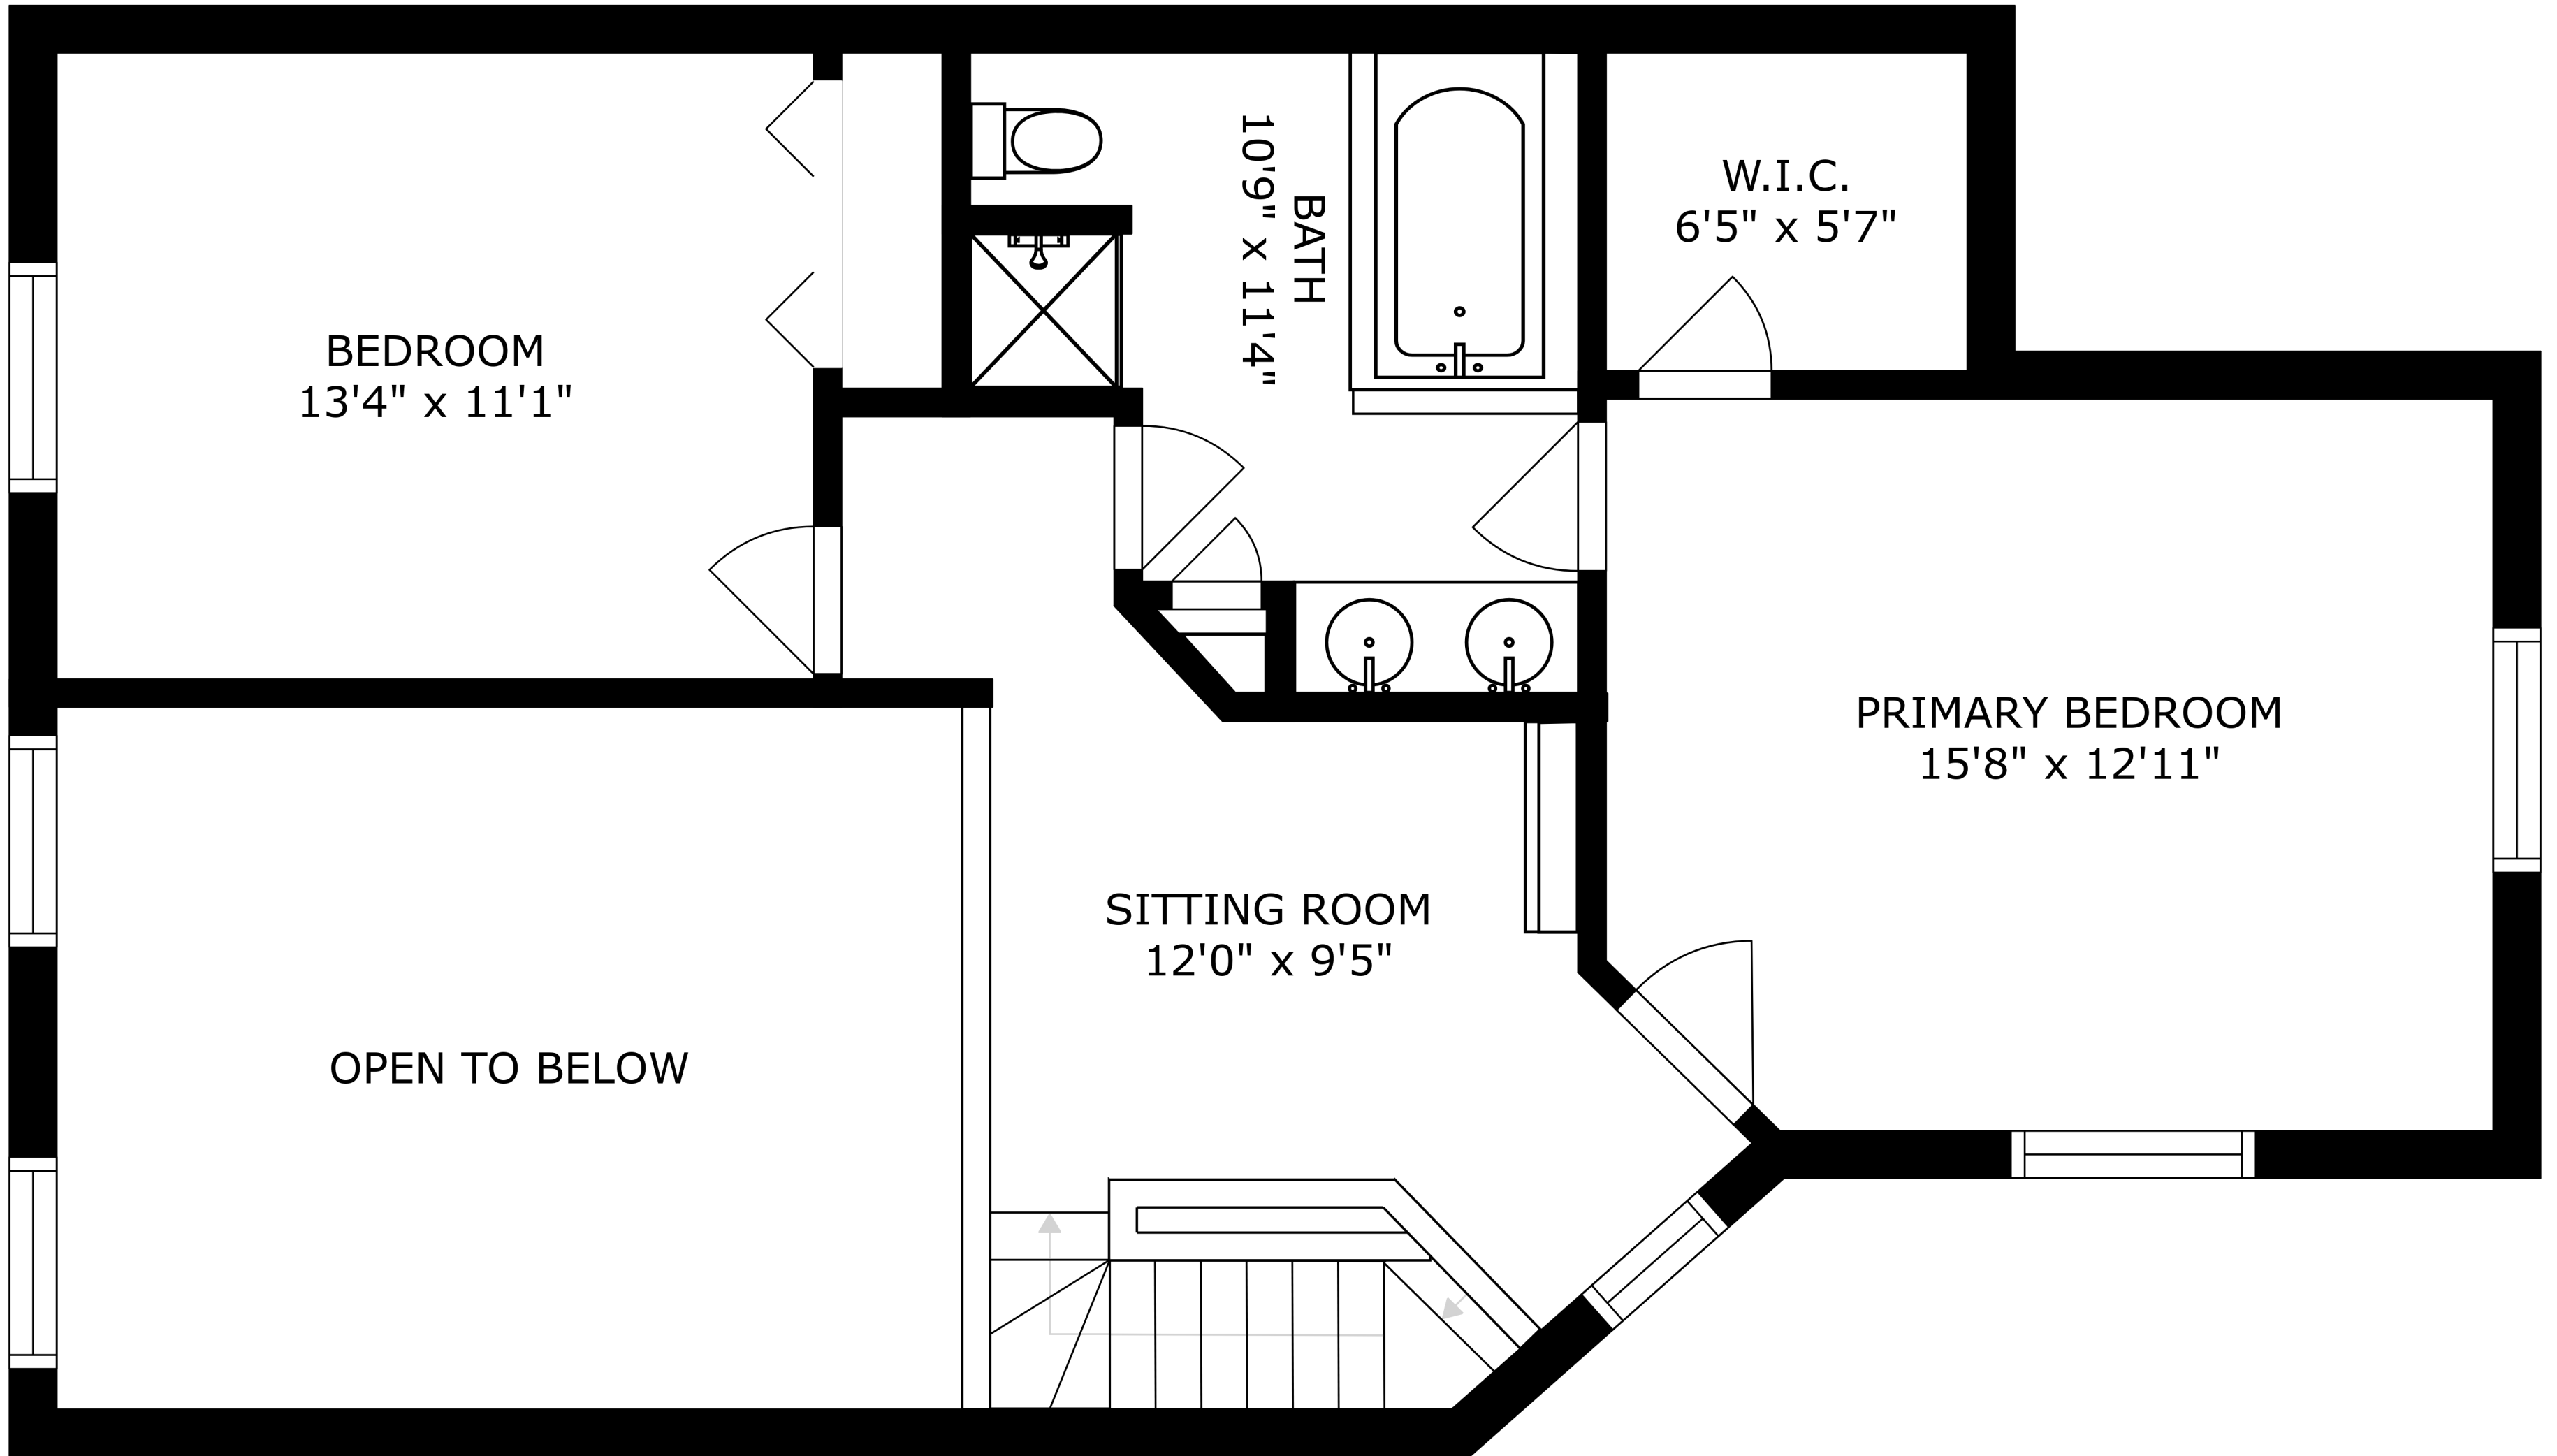 BEDROOM
13'4" x 11'1"
BATH
10'9" x 11'4"
W.I.C.
6'5" x 5'7"
PRIMARY BEDROOM
15'8" x 12'11"
SITTING ROOM
12'0" x 9'5"
OPEN TO BELOW